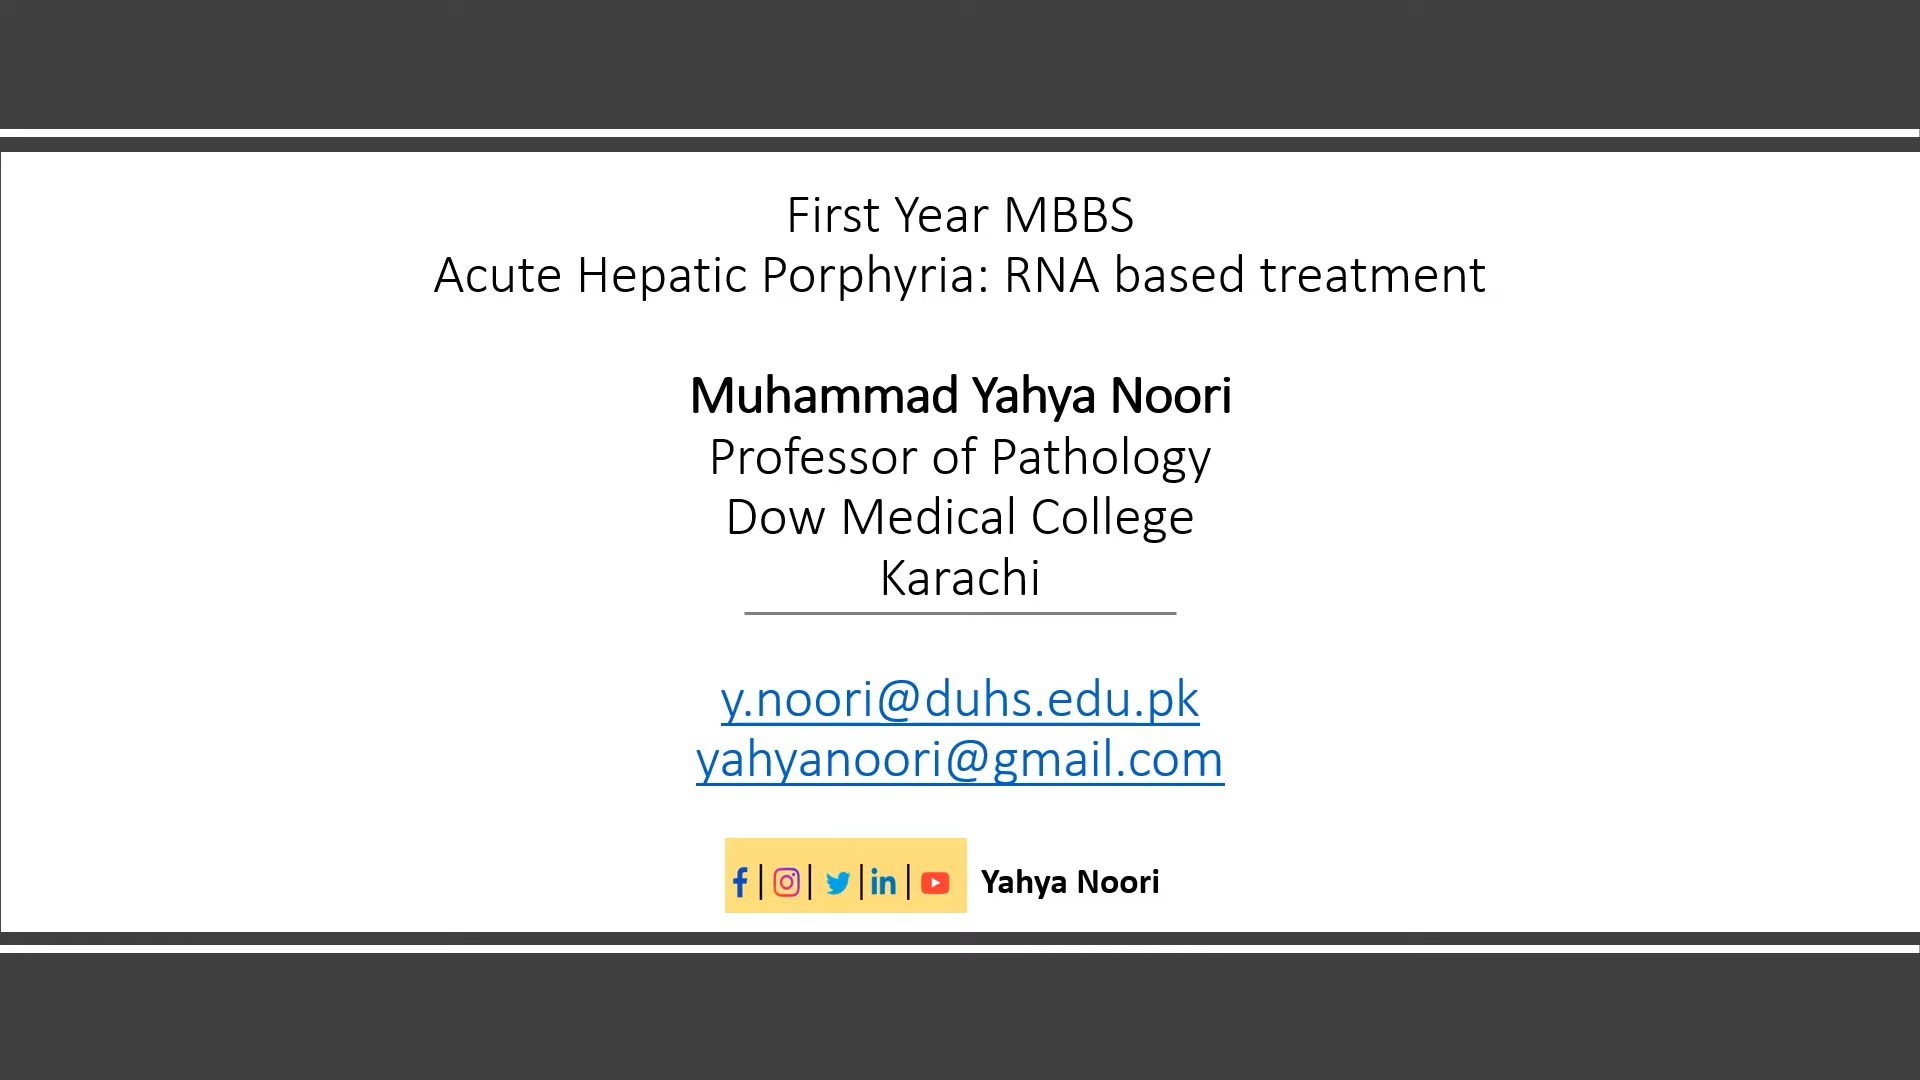 First Year MBBS
Acute Hepatic Porphyria: RNA based treatment
Muhammad Yahya Noori
Professor of Pathology
Dow Medical College
Karachi
y.noori@duhs.edu.pk
yahyanoori@gmail.com
f | | | in | Yahya Noori